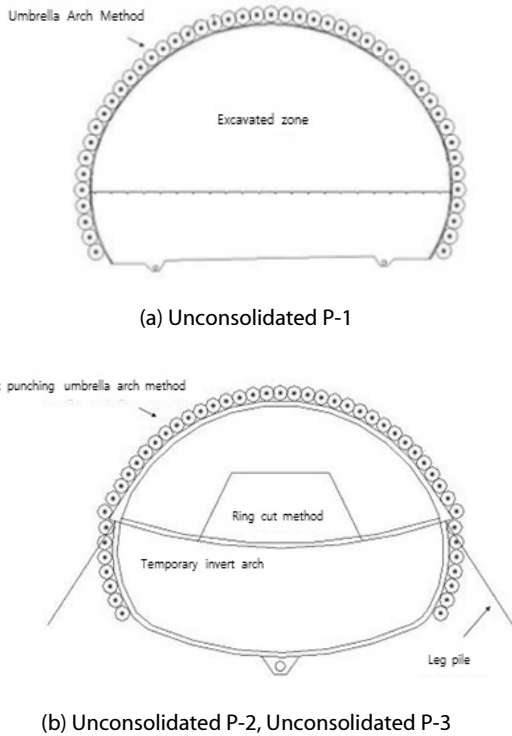 Umbrella Arch Method
Excavated zone
(a) Unconsolidated P-1
punching umbrella arch method
Ring cut method
Temporary invert arch
Leg pile
(b) Unconsolidated P-2, Unconsolidated P-3